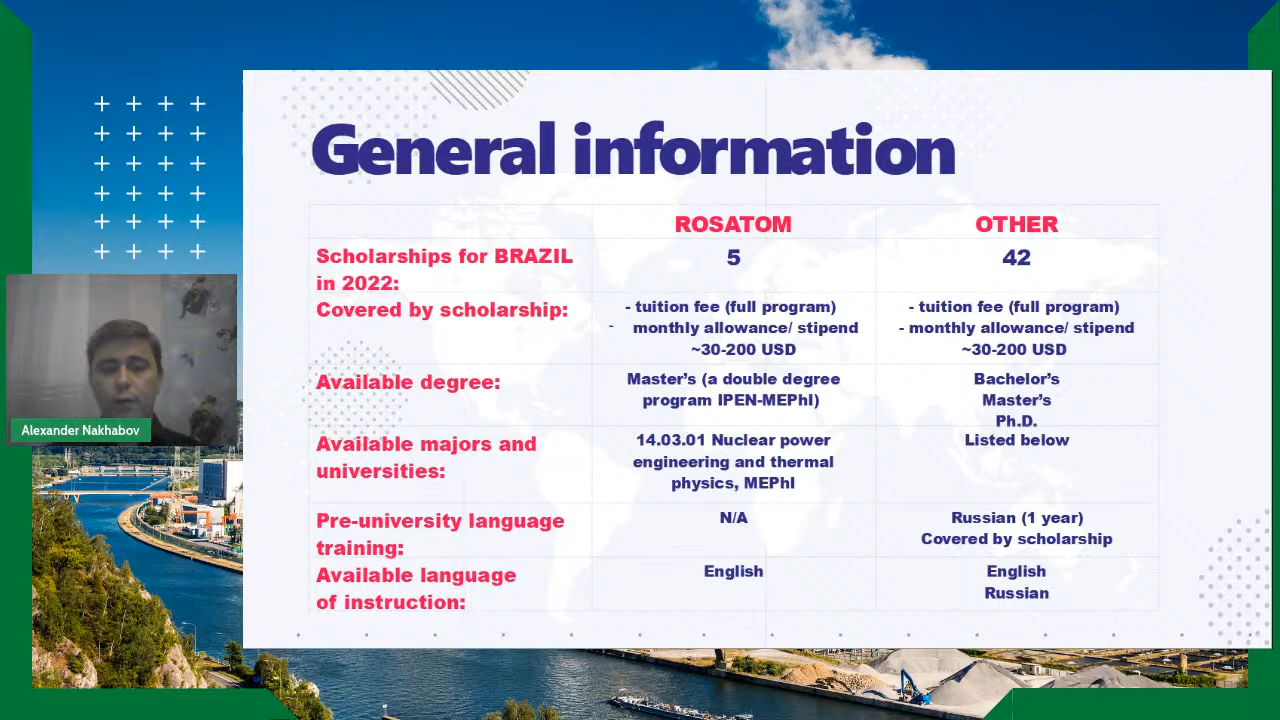 General information
ROSATOM
OTHER
Scholarships for BRAZIL
in 2022:
5
42
Covered by scholarship:
- tuition fee (full program)
- monthly allowance/ stipend
~30-200 USD
- tuition fee (full program)
- monthly allowance/ stipend
~30-200 USD
Available degree:
Master's (a double degree
program IPEN-MEPhI)
Bachelor's
Master's
Ph.D.
Available majors and
universities:
14.03.01 Nuclear power
engineering and thermal
physics, MEPhI
Listed below
Pre-university language
training:
N/A
Russian (1 year)
Covered by scholarship
Available language
of instruction:
English
English
Russian
Alexander Nakhabov